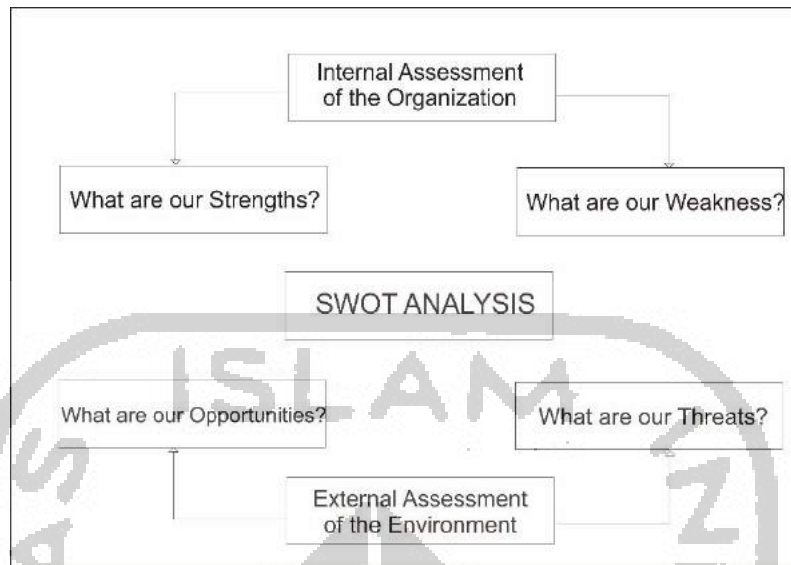 Internal Assessment
of the Organization
What are our Strengths?
What are our Weakness?
SWOT ANALYSIS
ISLAM
What are our Opportunities?
What are our Threats?
External Assessment
of the Environment